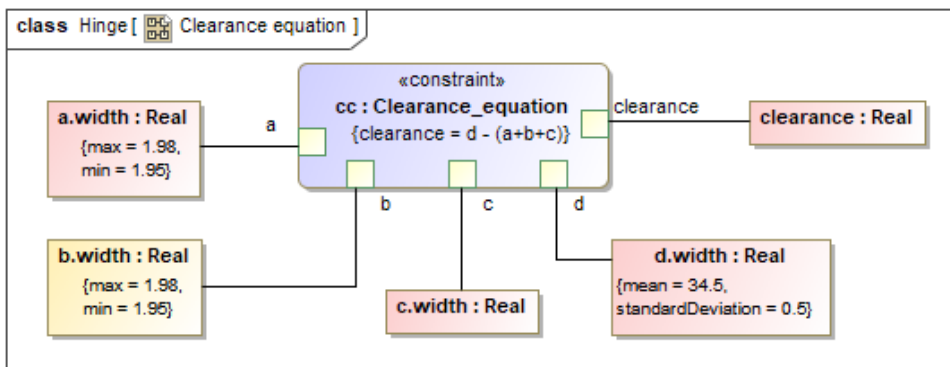 class Hinge [ Clearance equation ]
«constraint»
cc : Clearance_equation
{clearance = d - (a+b+c)}
clearance
clearance : Real
a.width : Real
{max = 1.98,
min = 1.95}
a
b
c
d
b.width : Real
{max = 1.98,
min = 1.95}
c.width : Real
d.width : Real
{mean = 34.5,
standardDeviation = 0.5}